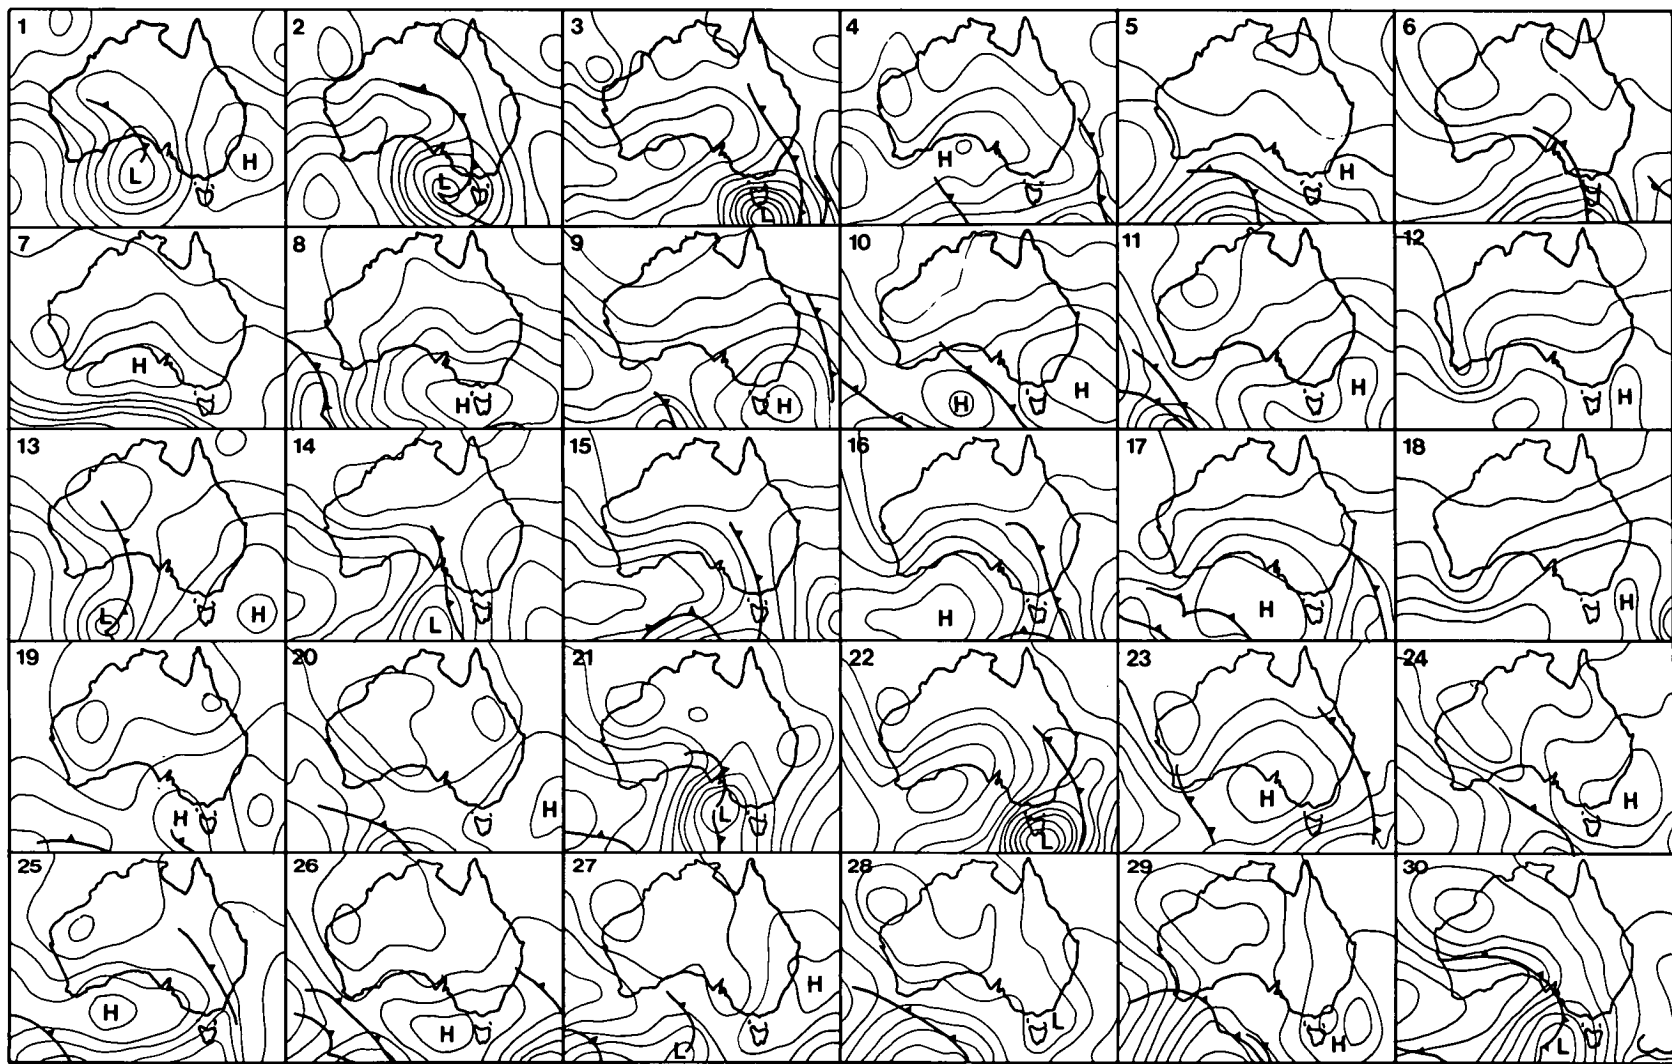 1 2 3 4 5 6
L H L L H H
7 8 9 10 11 12
H H H H H H H
13 14 15 16 17 18
L H L H H H
19 20 21 22 23 24
H H L L H H
25 26 27 28 29 30
H H L H L H L